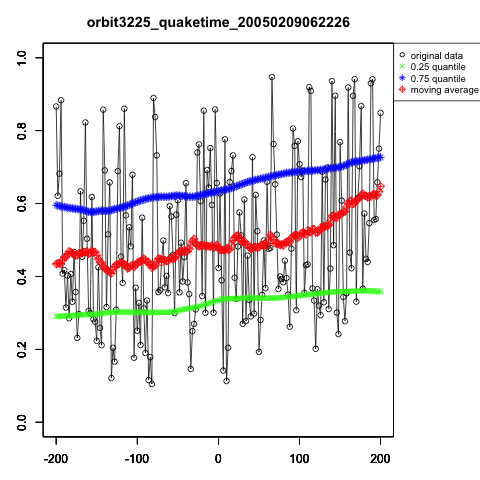 orbit3225_quaketime_20050209062226
original data
0.25 quantile
0.75 quantile
moving average
1.0
0.8
0.6
0.4
0.2
0.0
-200 -100 0 100 200